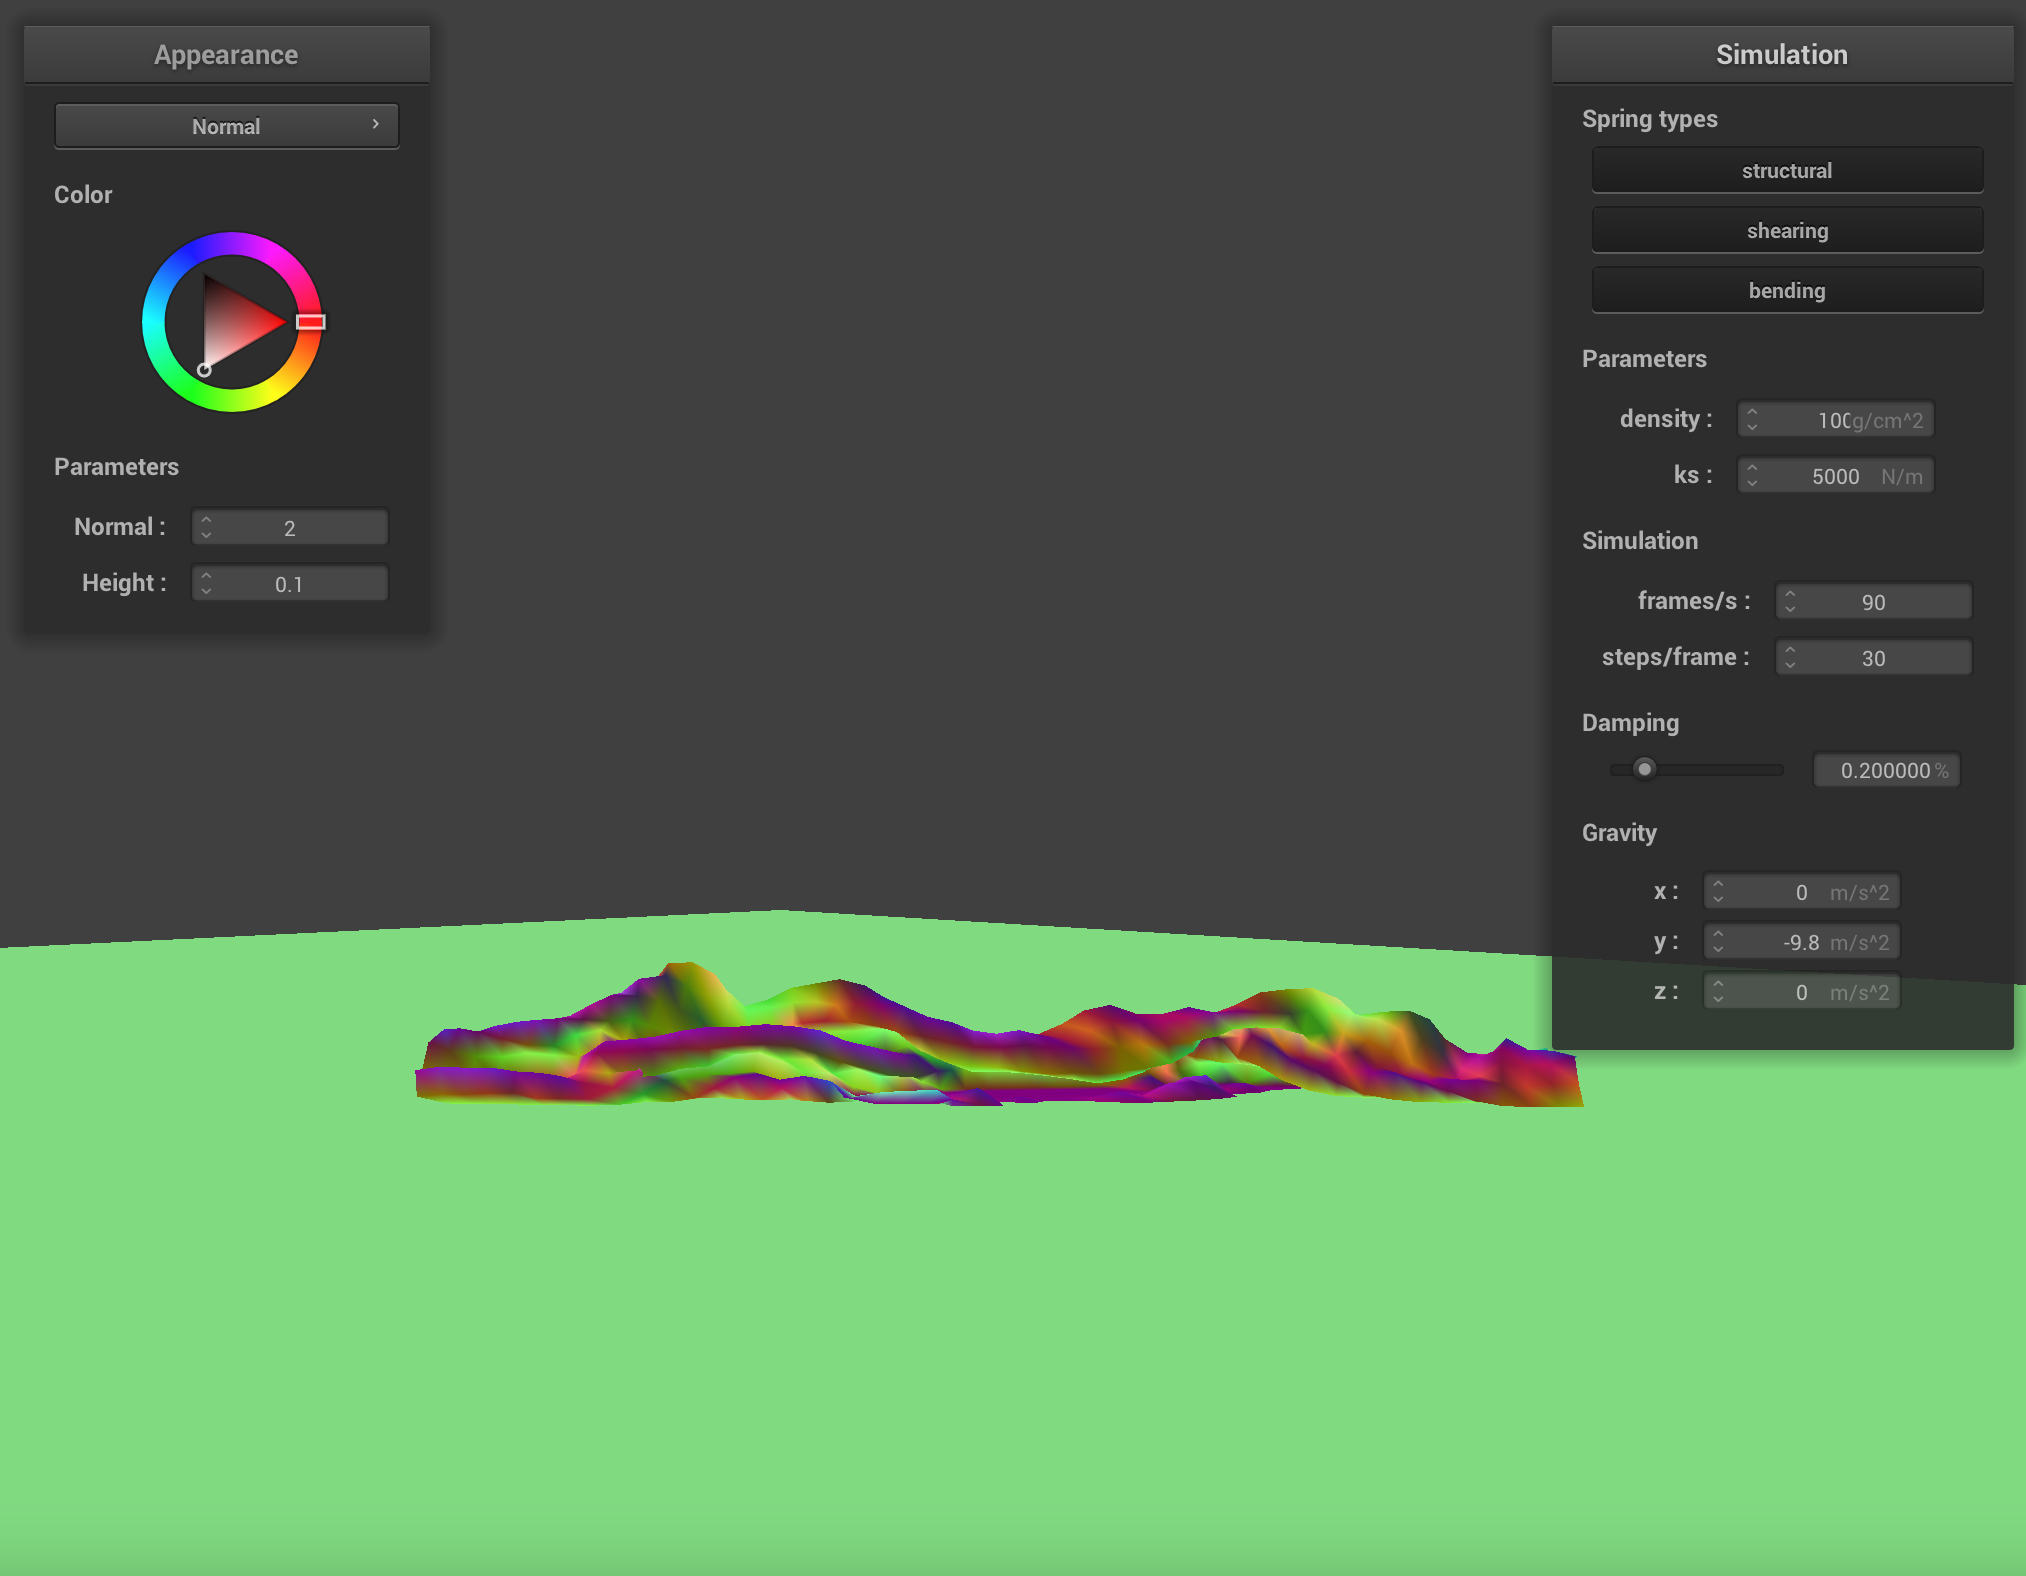 Appearance
Normal
Color
Parameters
Normal : 2
Height : 0.1
Simulation
Spring types
structural
shearing
bending
Parameters
density : 100 g/cm^2
ks : 5000 N/m
Simulation
frames/s : 90
steps/frame : 30
Damping
0.200000 %
Gravity
x : 0 m/s^2
y : -9.8 m/s^2
z : 0 m/s^2